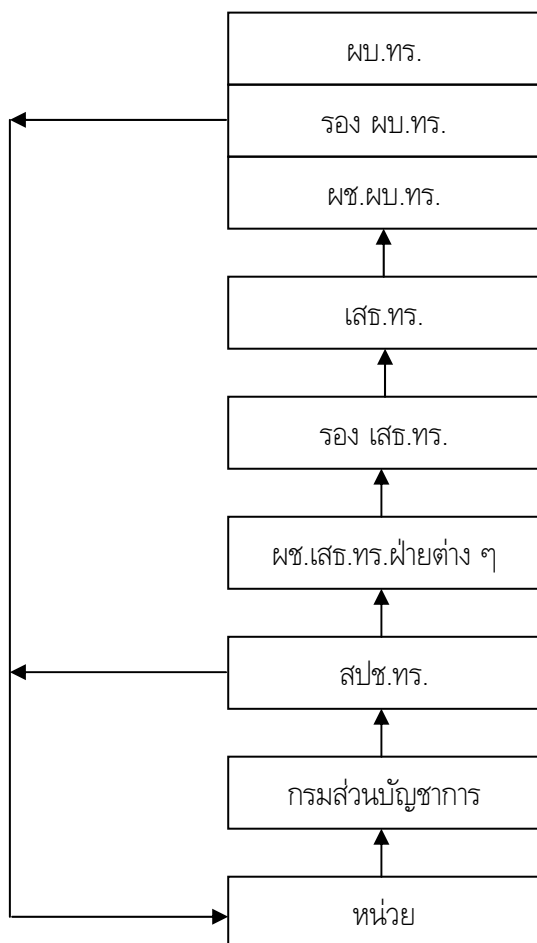 ผบ.ทร.
รอง ผบ.ทร.
ผช.ผบ.ทร.
เสธ.ทร.
รอง เสธ.ทร.
ผช.เสธ.ทร.ฝ่ายต่าง ๆ
สปช.ทร.
กรมส่วนบัญชาการ
หน่วย